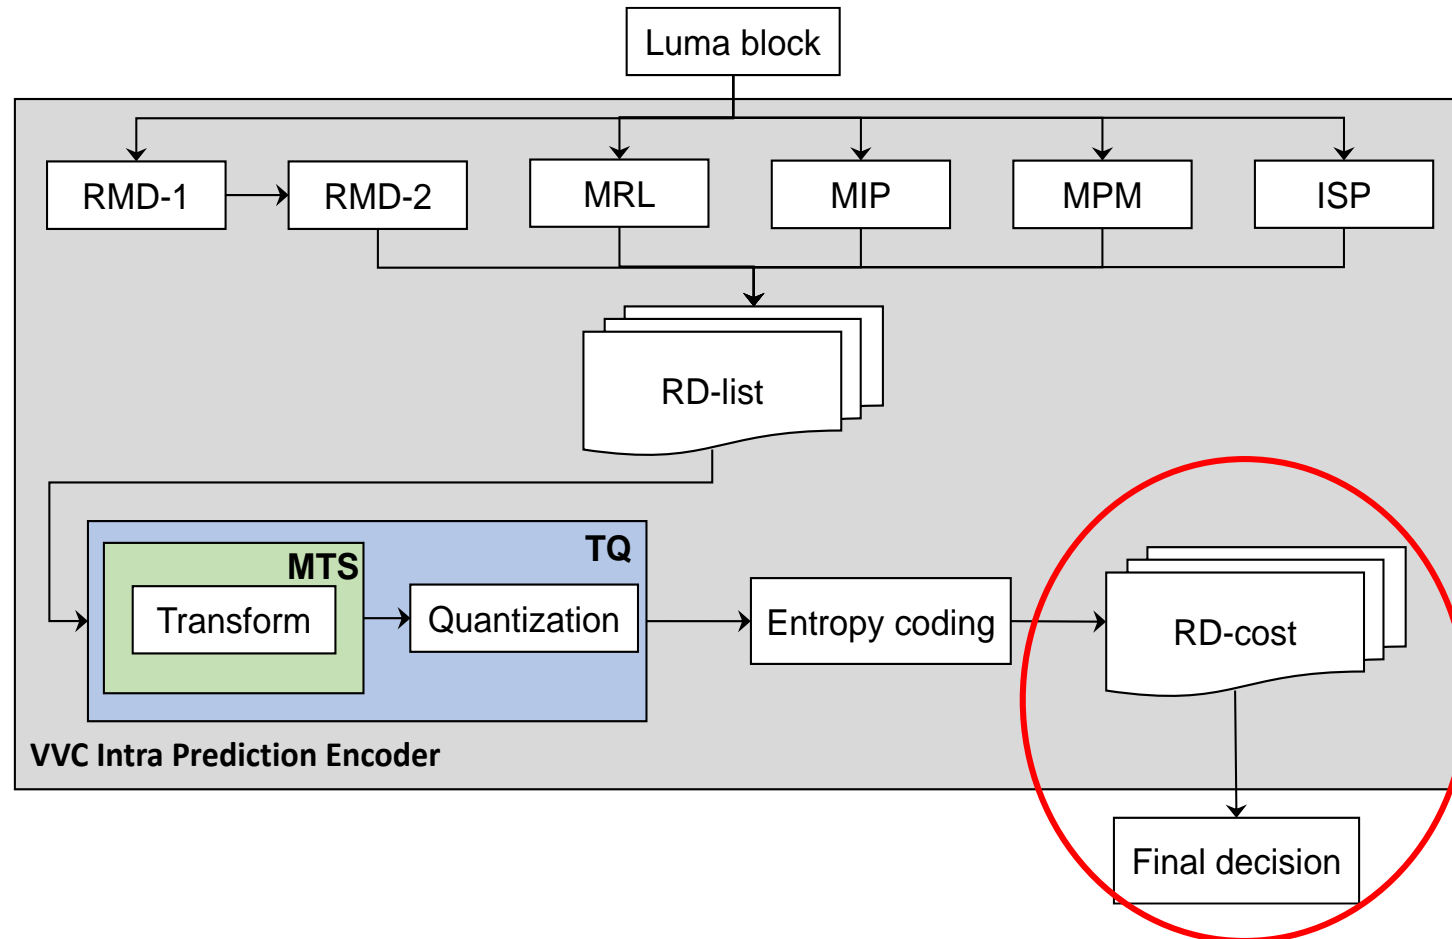 Luma block
RMD-1
RMD-2
MRL
MIP
MPM
ISP
RD-list
TQ
MTS
Transform
Quantization
Entropy coding
RD-cost
VVC Intra Prediction Encoder
Final decision